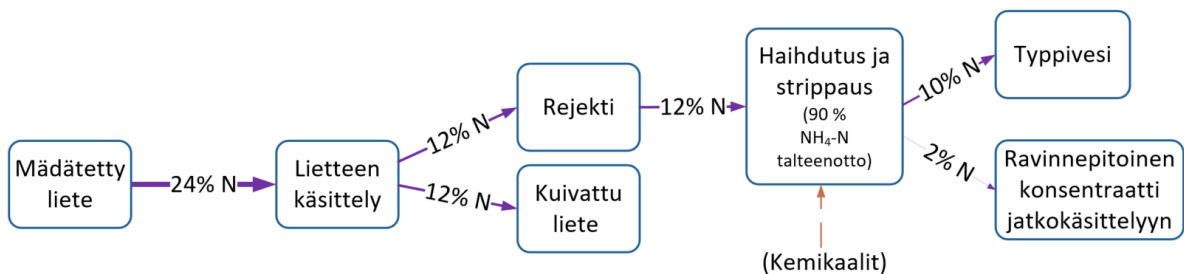 Mädätetty
liete
24% N
Lietteen
käsittely
12% N
12% N
Rejekti
Kuivattu
liete
12% N
Haihdutus ja
strippaus
(90 %
NH₄-N
talteenotto)
(Kemikaalit)
10% N
2% N
Typpivesi
Ravinnepitoinen
konsentraatti
jatkokäsittelyyn